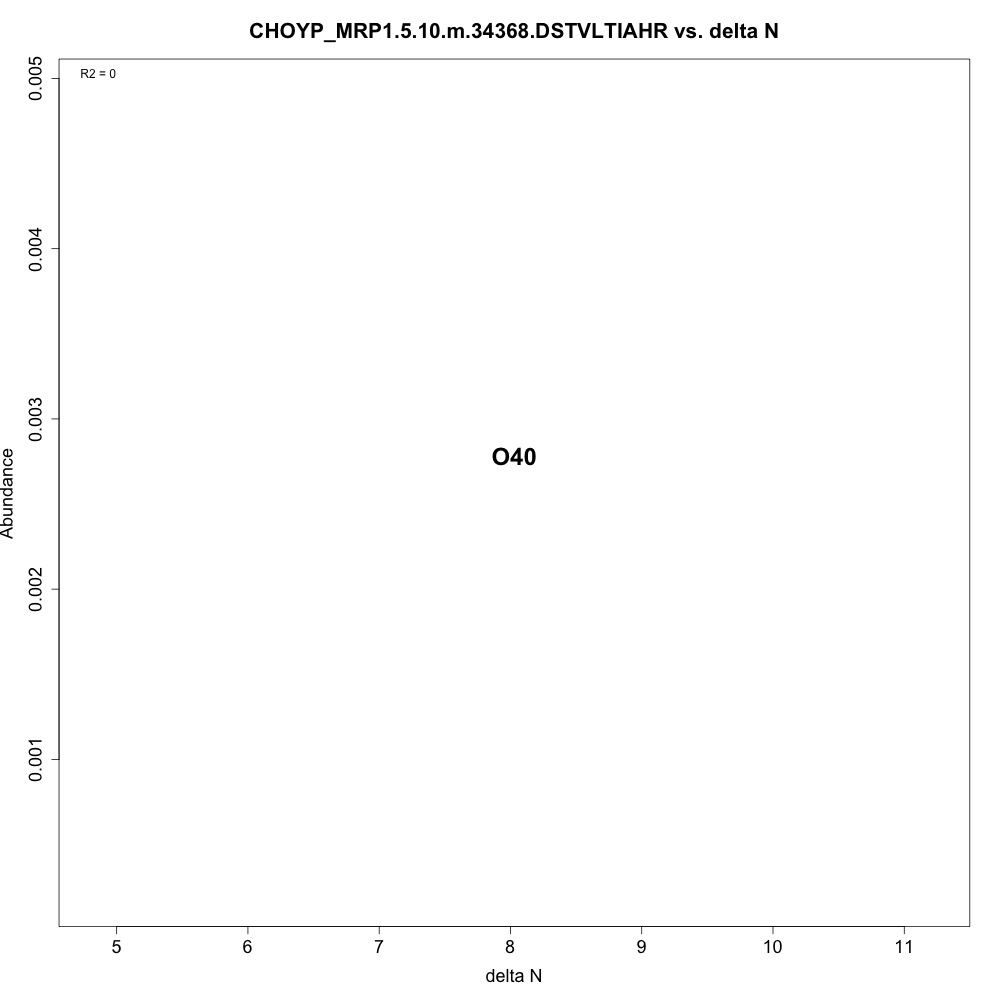 CHOYP_MRP1.5.10.m.34368.DSTVLTIAHR vs. delta N
R2 = 0
0.005
0.004
0.003
0.002
0.001
Abundance
O40
5 6 7 8 9 10 11
delta N